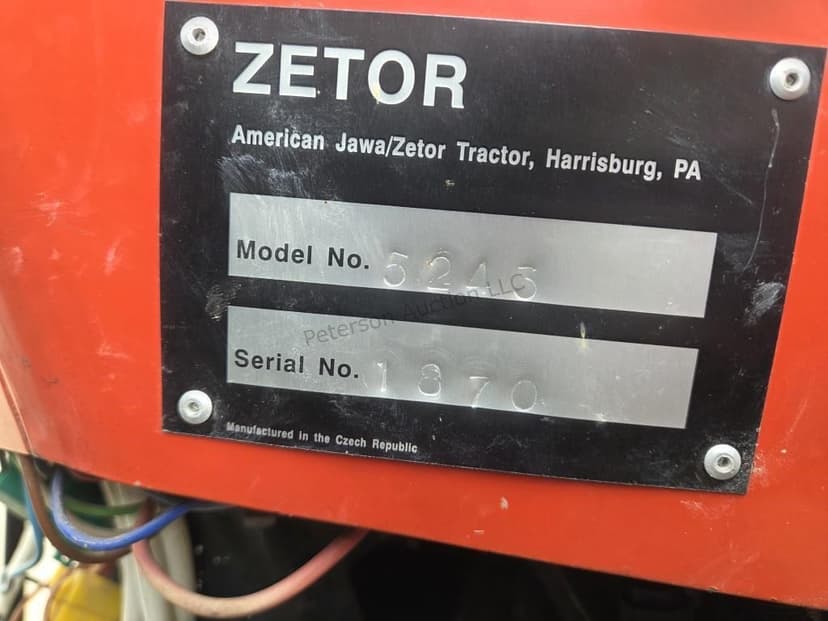 ZETOR
American Jawa/Zetor Tractor, Harrisburg, PA
Model No. 5245
Peterson Auction LLC
Serial No. 1870
Manufactured in the Czech Republic